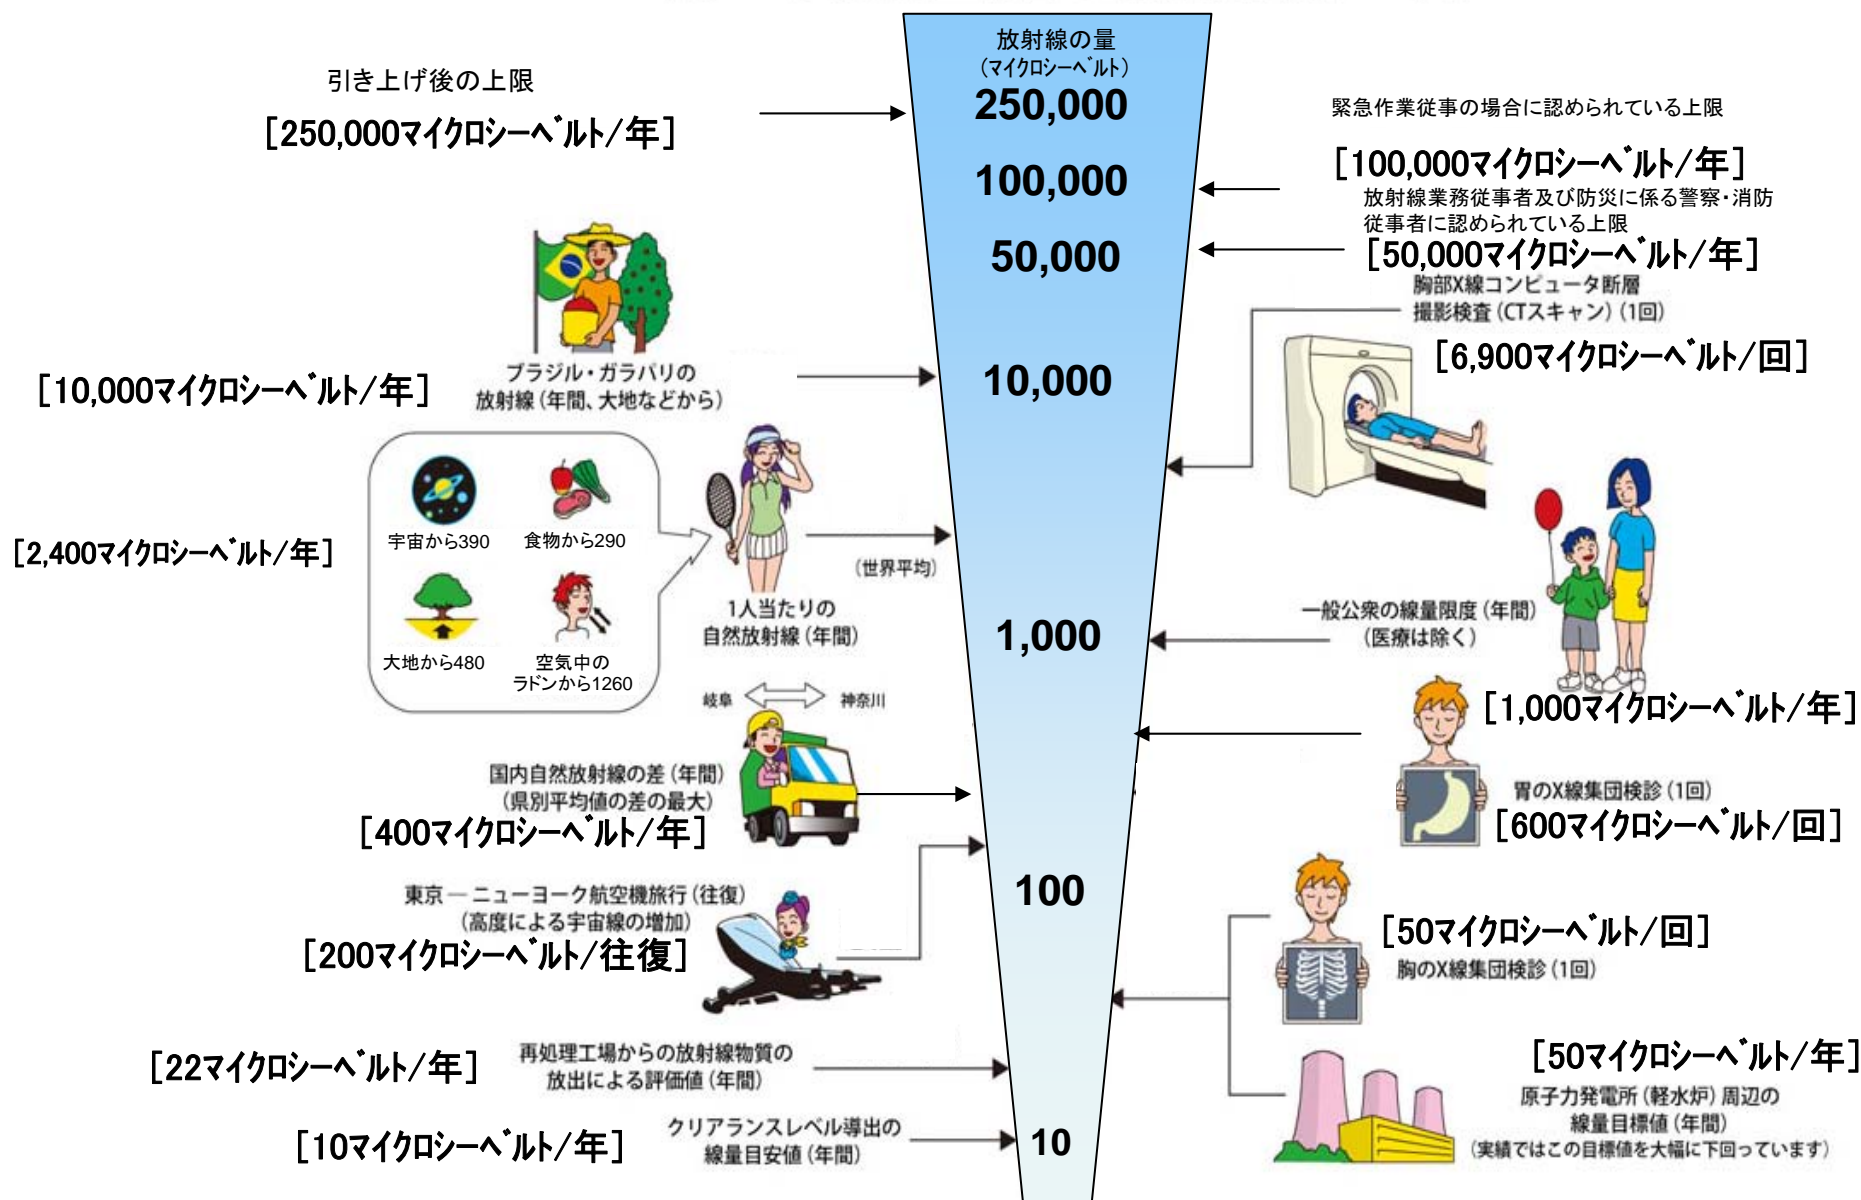 放射線の量
(マイクロシーベルト)
250,000
100,000
50,000
10,000
1,000
100
10
引き上げ後の上限
[250,000マイクロシーベルト/年]
ブラジル・ガラパリの
放射線(年間、大地などから)
[10,000マイクロシーベルト/年]
宇宙から390
食物から290
大地から480
空気中の
ラドンから1260
[2,400マイクロシーベルト/年]
(世界平均)
1人当たりの
自然放射線(年間)
岐阜
神奈川
国内自然放射線の差(年間)
(県別平均値の差の最大)
[400マイクロシーベルト/年]
東京―ニューヨーク航空機旅行(往復)
(高度による宇宙線の増加)
[200マイクロシーベルト/往復]
再処理工場からの放射線物質の
放出による評価値(年間)
[22マイクロシーベルト/年]
クリアランスレベル導出の
線量目安値(年間)
[10マイクロシーベルト/年]
緊急作業従事の場合に認められている上限
[100,000マイクロシーベルト/年]
放射線業務従事者及び防災に係る警察・消防
従事者に認められている上限
[50,000マイクロシーベルト/年]
胸部X線コンピュータ断層
撮影検査(CTスキャン)(1回)
[6,900マイクロシーベルト/回]
一般公衆の線量限度(年間)
(医療は除く)
[1,000マイクロシーベルト/年]
胃のX線集団検診(1回)
[600マイクロシーベルト/回]
[50マイクロシーベルト/回]
胸のX線集団検診(1回)
[50マイクロシーベルト/年]
原子力発電所(軽水炉)周辺の
線量目標値(年間)
(実績ではこの目標値を大幅に下回っています)